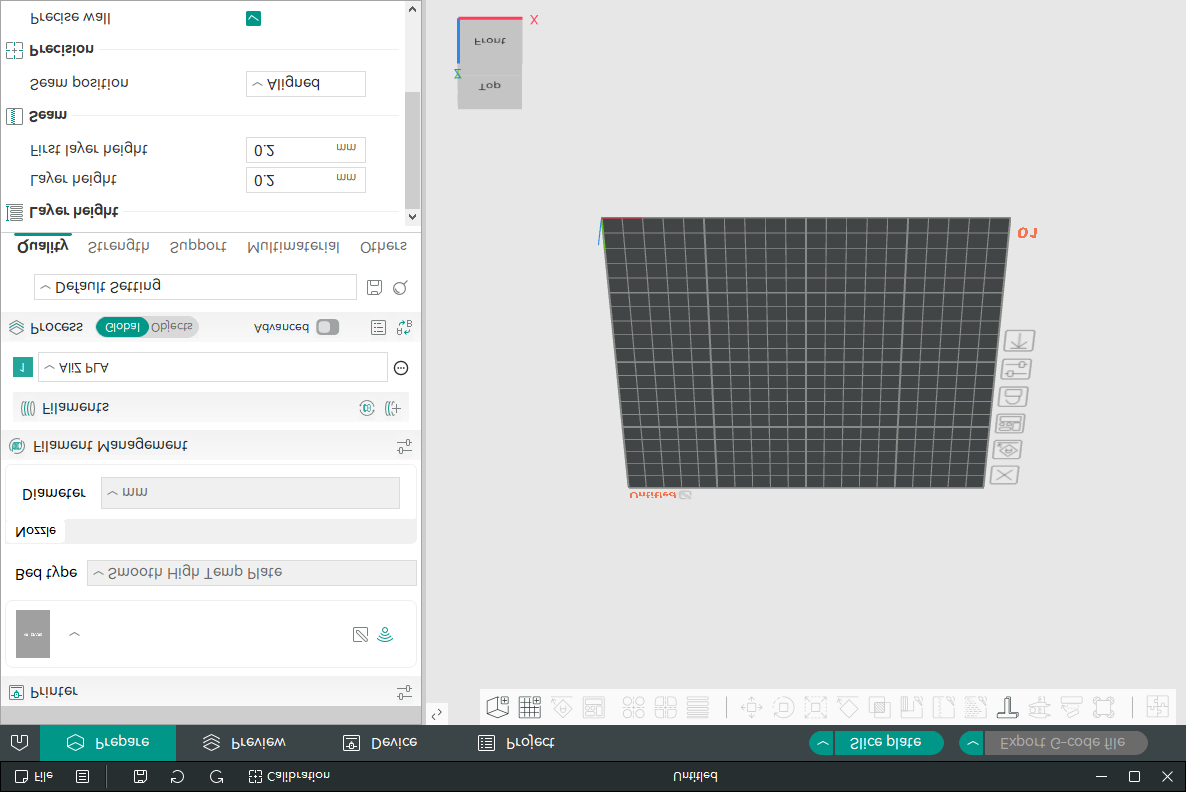 File
Calibration
Untitled
Prepare
Preview
Device
Project
Slice plate
Export G-code file
Printer
Bed type
Smooth High Temp Plate
Nozzle
Diameter
mm
Filament Management
Filaments
1
AliZ PLA
Process
Global
Objects
Advanced
Default Setting
Quality
Strength
Support
Multimaterial
Others
Layer height
Layer height
0.2
mm
First layer height
0.2
mm
Seam
Seam position
Aligned
Precision
Precise wall
Untitled
01
Top
Front
Z
X